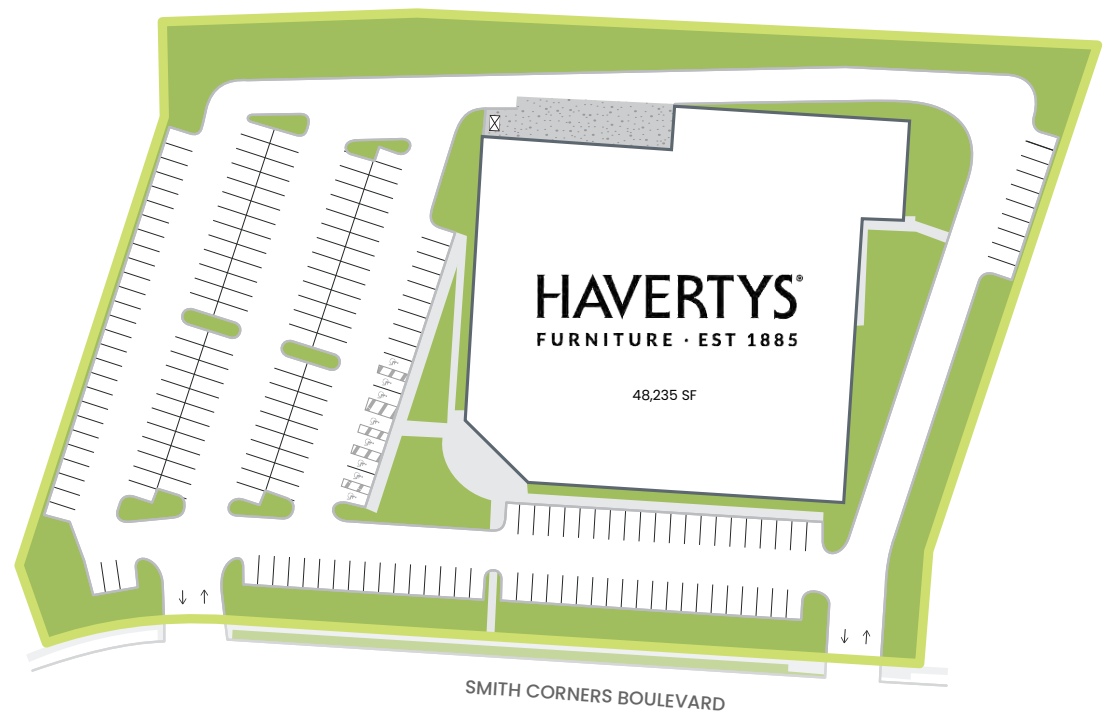 HAVERTYS®
FURNITURE · EST 1885
48,235 SF
SMITH CORNERS BOULEVARD